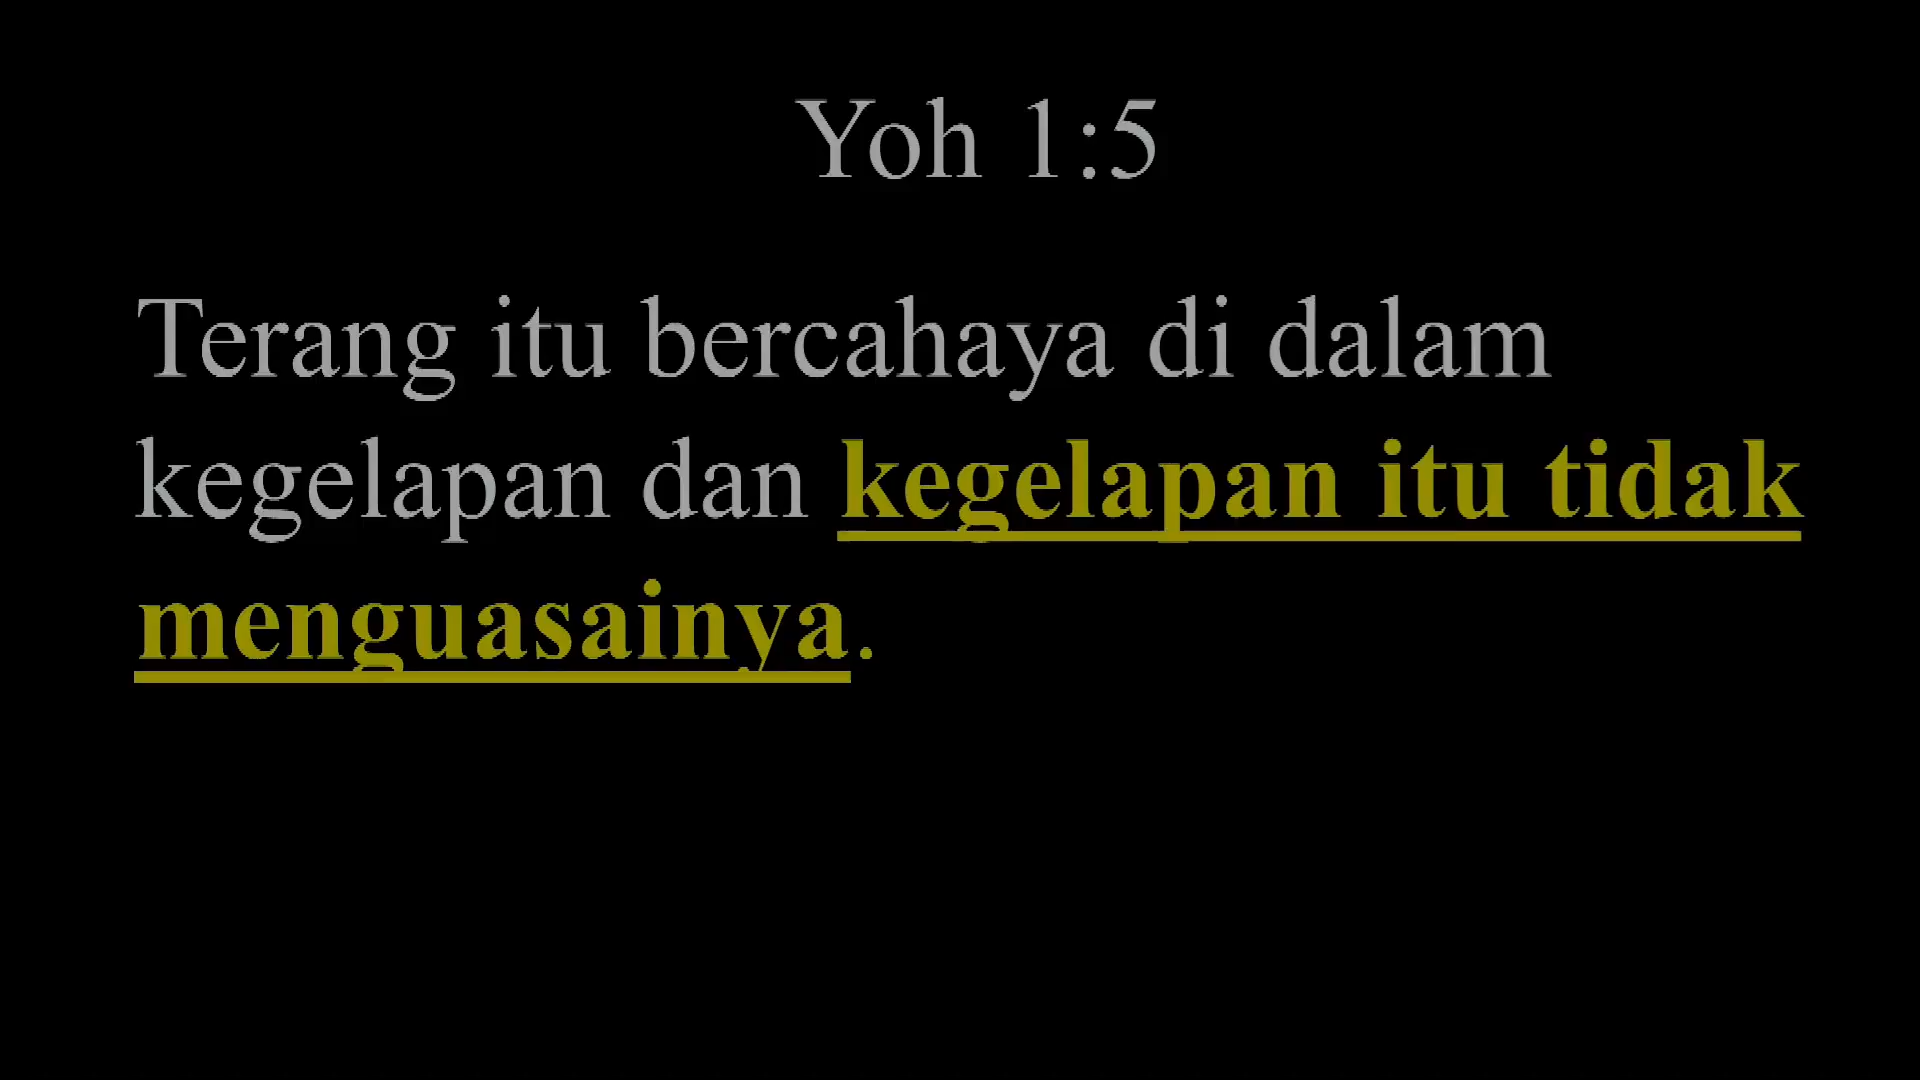 Yoh 1:5
Terang itu bercahaya di dalam
kegelapan dan kegelapan itu tidak
menguasainya.